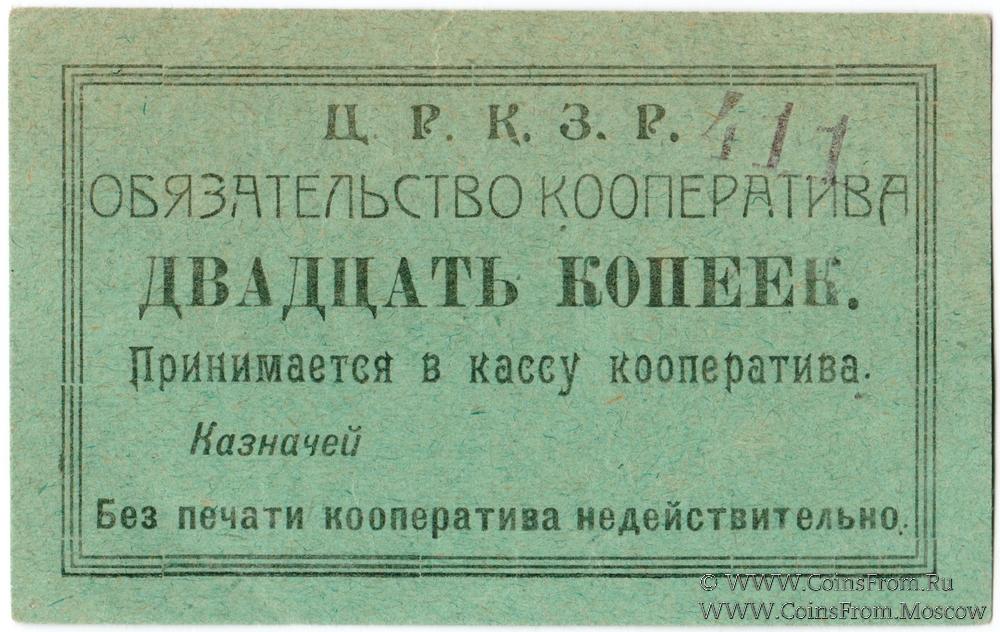 Ц. Р. К. З. Р. 411
ОБЯЗАТЕЛЬСТВО КООПЕРАТИВА
ДВАДЦАТЬ КОПЕЕК.
Принимается в кассу кооператива.
Казначей
Без печати кооператива недействительно.
© WWW.CoinsFrom.Ru
WWW.CoinsFrom.Moscow